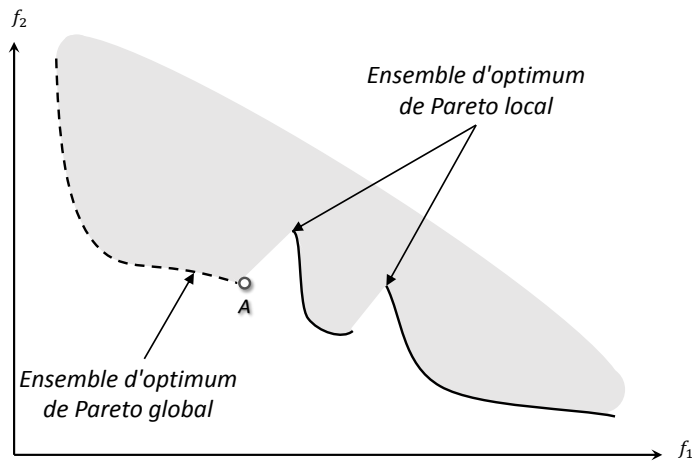 f₂
Ensemble d'optimum
de Pareto local
A
Ensemble d'optimum
de Pareto global
f₁